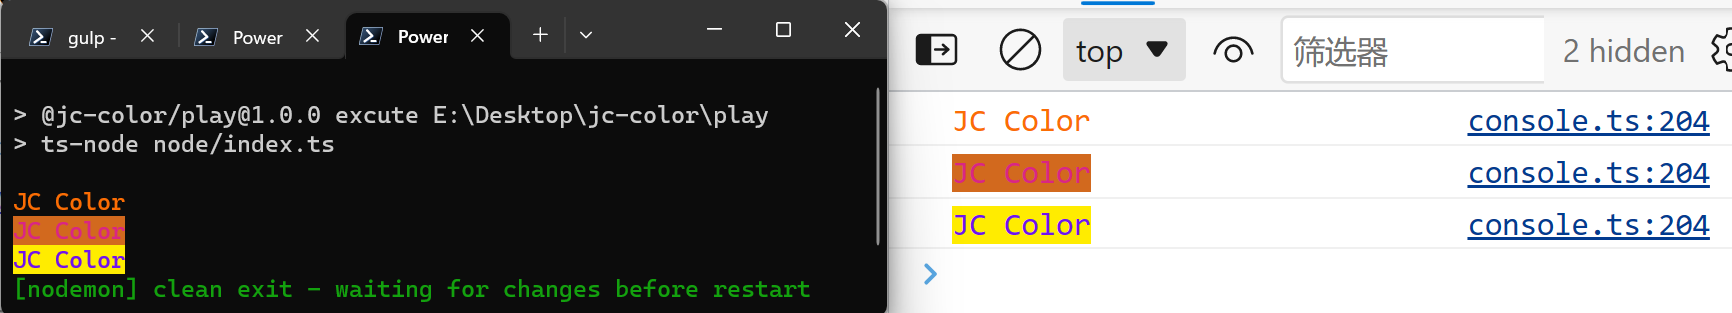 gulp -
Power
Power
> @jc-color/play@1.0.0 excute E:\Desktop\jc-color\play
> ts-node node/index.ts
JC Color
JC Color
JC Color
[nodemon] clean exit - waiting for changes before restart
top
筛选器
2 hidden
JC Color console.ts:204
JC Color console.ts:204
JC Color console.ts:204
>